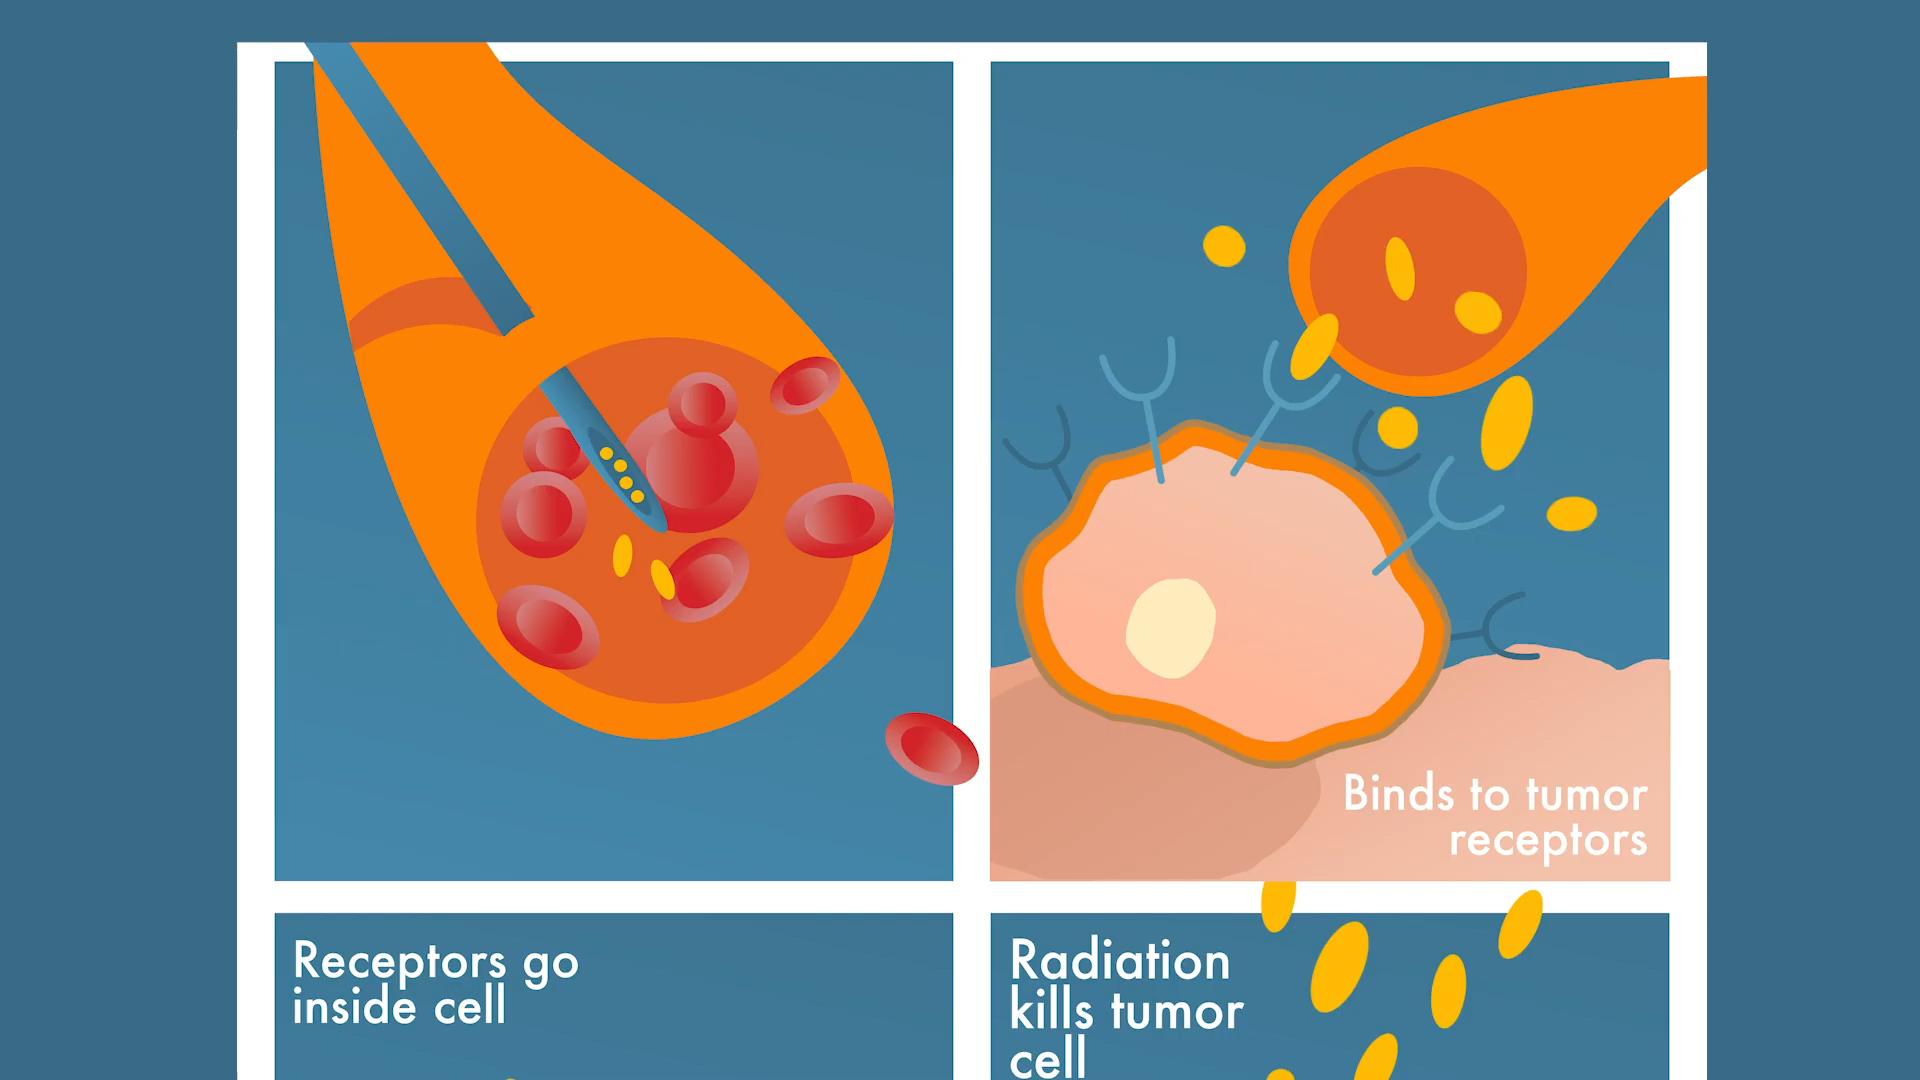 Binds to tumor
receptors
Receptors go
inside cell
Radiation
kills tumor
cell